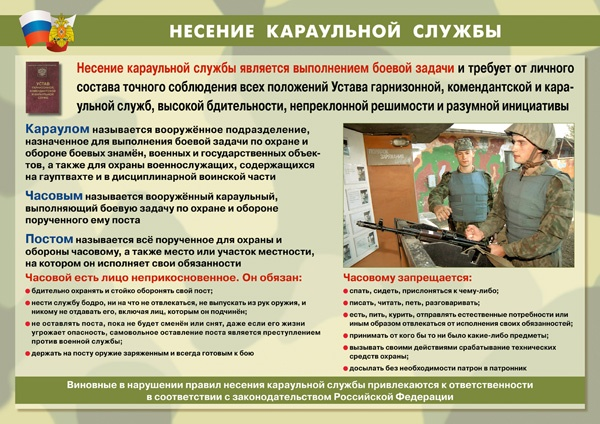 НЕСЕНИЕ КАРАУЛЬНОЙ СЛУЖБЫ
УСТАВ
Несение караульной службы является выполнением боевой задачи и требует от личного
состава точного соблюдения всех положений Устава гарнизонной, комендантской и кара-
ульной служб, высокой бдительности, непреклонной решимости и разумной инициативы
Караулом называется вооружённое подразделение,
назначенное для выполнения боевой задачи по охране и
обороне боевых знамён, военных и государственных объек-
тов, а также для охраны военнослужащих, содержащихся
на гауптвахте и в дисциплинарной воинской части
Часовым называется вооружённый караульный,
выполняющий боевую задачу по охране и обороне
порученного ему поста
Постом называется всё порученное для охраны и
обороны часовому, а также место или участок местности,
на котором он исполняет свои обязанности
Часовой есть лицо неприкосновенное. Он обязан:
• бдительно охранять и стойко оборонять свой пост;
• нести службу бодро, ни на что не отвлекаться, не выпускать из рук оружия, и
никому не отдавать его, включая лиц, которым он подчинён;
• не оставлять поста, пока не будет сменён или снят, даже если его жизни
угрожает опасность, самовольное оставление поста является преступлением
против военной службы;
• держать на посту оружие заряженным и всегда готовым к бою
Часовому запрещается:
• спать, сидеть, прислоняться к чему-либо;
• писать, читать, петь, разговаривать;
• есть, пить, курить, отправлять естественные потребности или
иным образом отвлекаться от исполнения своих обязанностей;
• принимать от кого бы то ни было какие-либо предметы;
• вызывать своими действиями срабатывание технических
средств охраны;
• досылать без необходимости патрон в патронник
Виновные в нарушении правил несения караульной службы привлекаются к ответственности
в соответствии с законодательством Российской Федерации